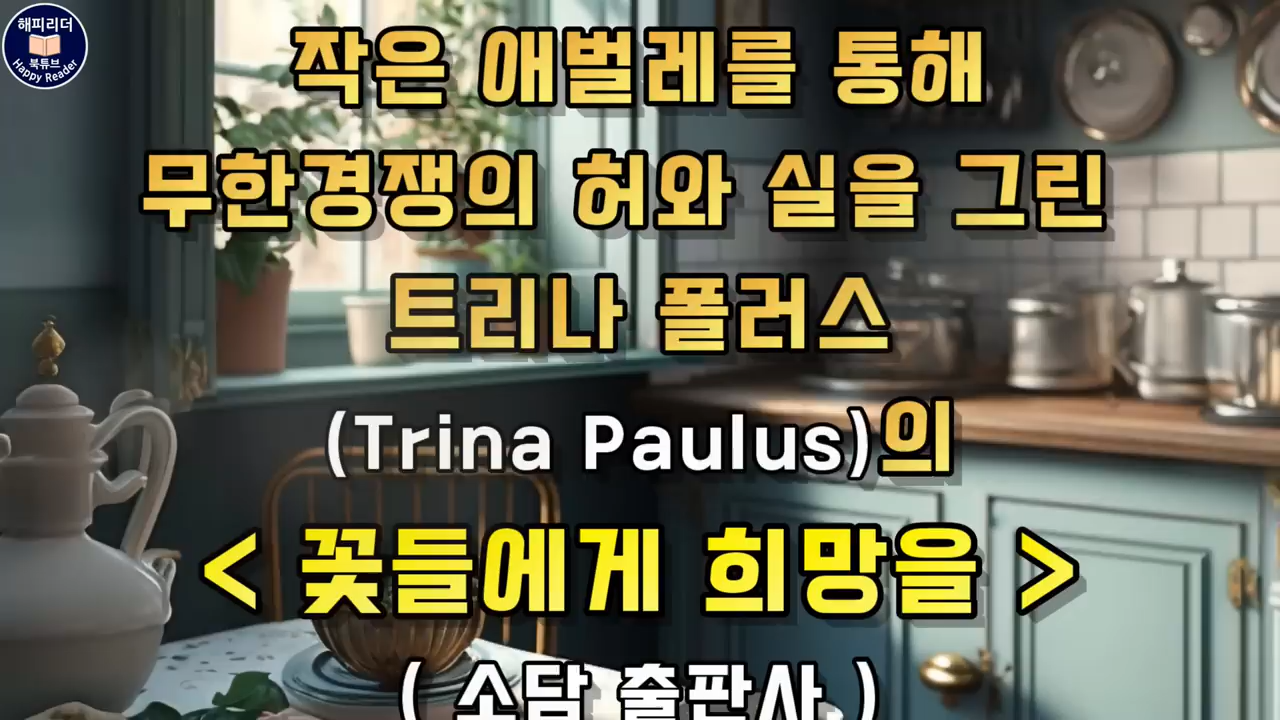 해피리더
북튜브
Happy Reader
작은 애벌레를 통해
무한경쟁의 허와 실을 그린
트리나 폴러스
(Trina Paulus)의
< 꽃들에게 희망을 >
( 소담 출판사 )